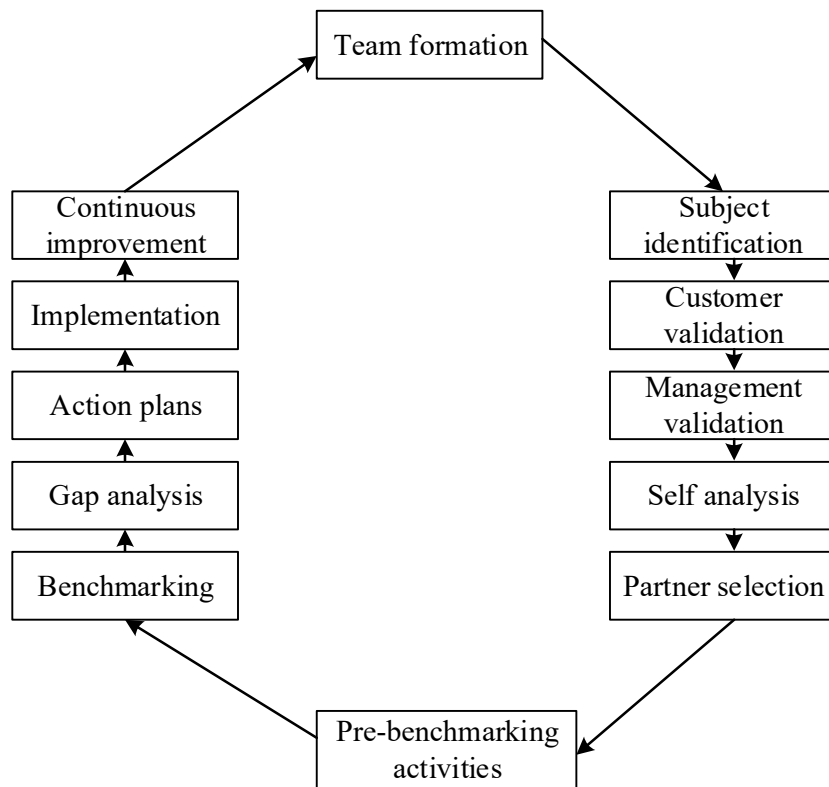 Team formation
Subject
identification
Customer
validation
Management
validation
Self analysis
Partner selection
Pre-benchmarking
activities
Benchmarking
Gap analysis
Action plans
Implementation
Continuous
improvement